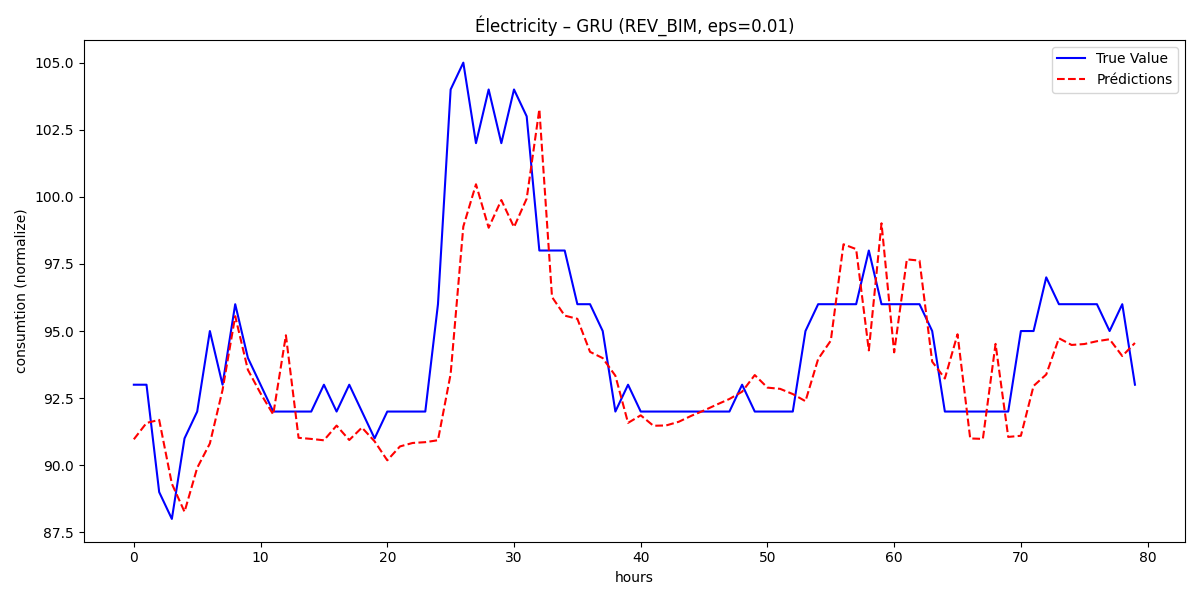 Électricity – GRU (REV_BIM, eps=0.01)
True Value
Prédictions
consumtion (normalize)
105.0
102.5
100.0
97.5
95.0
92.5
90.0
87.5
0 10 20 30 40 50 60 70 80
hours